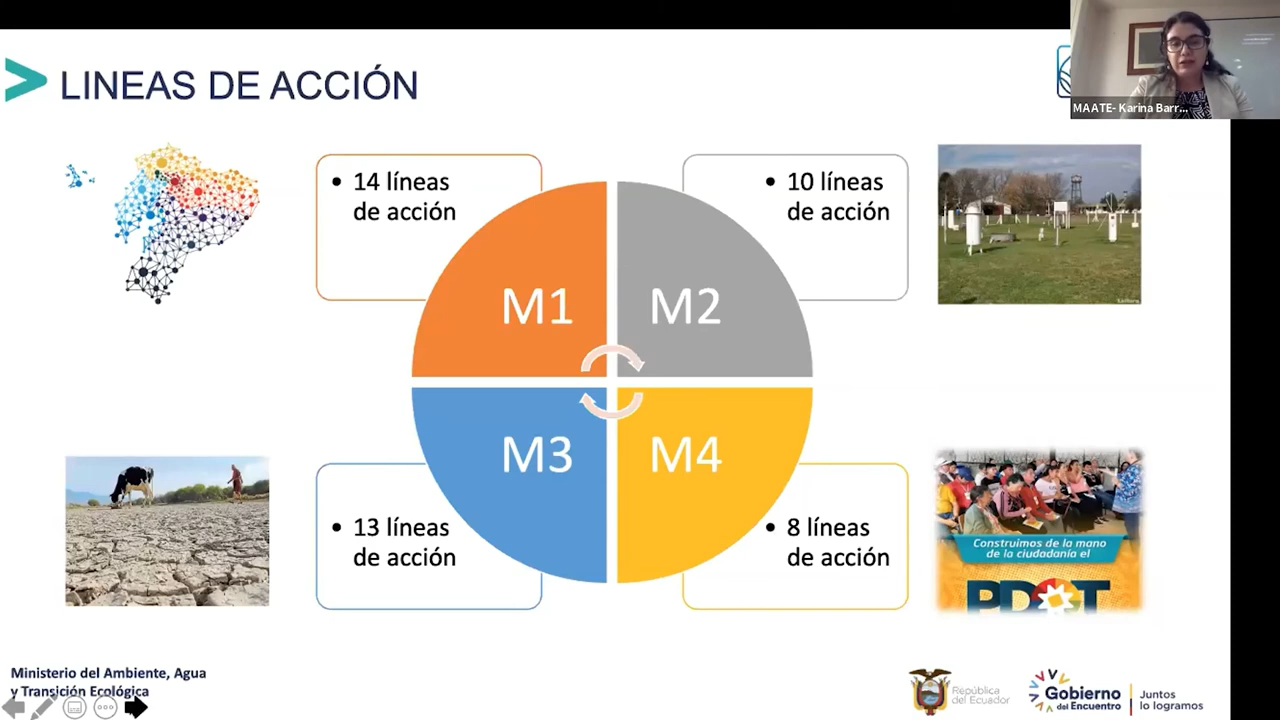 LINEAS DE ACCIÓN
MAATE- Karina Barr...
• 14 líneas
de acción
• 10 líneas
de acción
M1
M2
M3
M4
• 13 líneas
de acción
• 8 líneas
de acción
Construimos de la mano
de la ciudadanía el
PDOT
Ministerio del Ambiente, Agua
y Transición Ecológica
República
del Ecuador
Gobierno
del Encuentro
Juntos
lo logramos